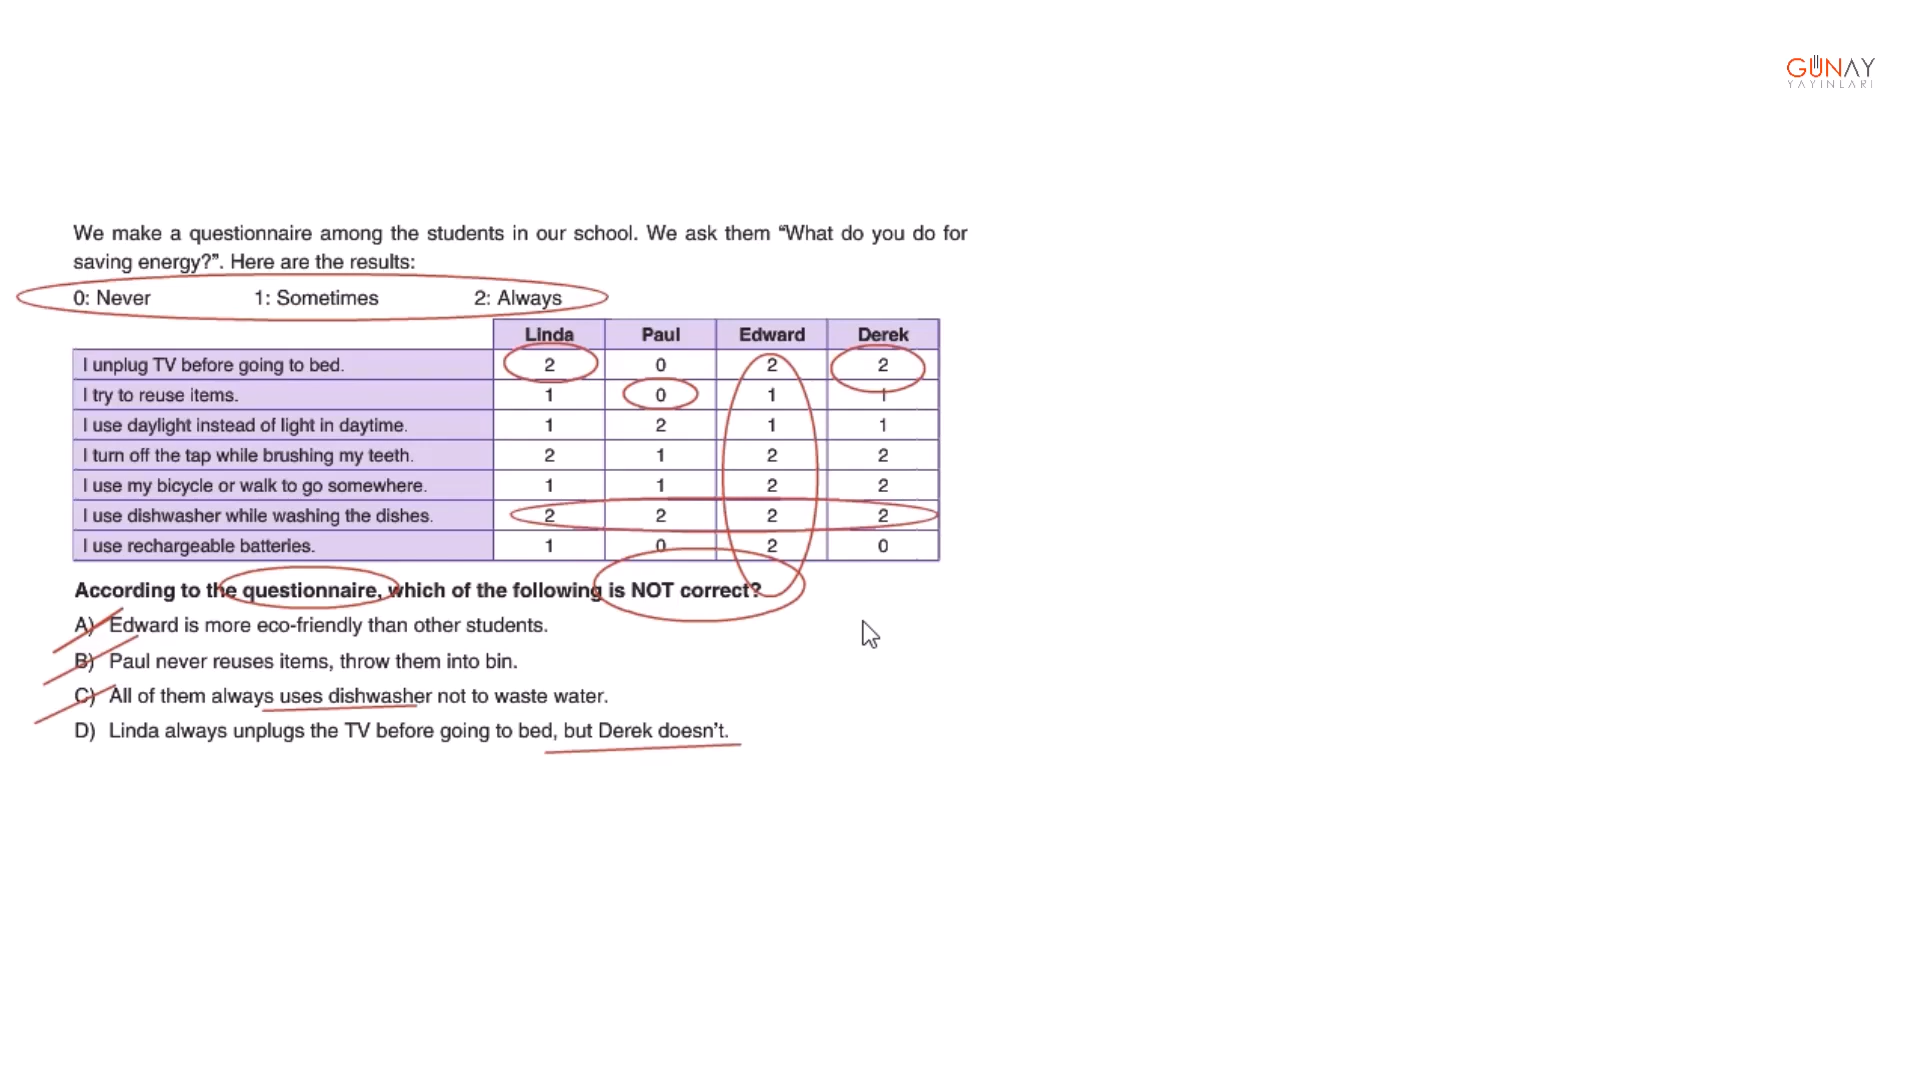 GÜNAY
YAYINLARI
We make a questionnaire among the students in our school. We ask them “What do you do for
saving energy?”. Here are the results:
0: Never 1: Sometimes 2: Always
Linda Paul Edward Derek
I unplug TV before going to bed. 2 0 2 2
I try to reuse items. 1 0 1 1
I use daylight instead of light in daytime. 1 2 1 1
I turn off the tap while brushing my teeth. 2 1 2 2
I use my bicycle or walk to go somewhere. 1 1 2 2
I use dishwasher while washing the dishes. 2 2 2 2
I use rechargeable batteries. 1 0 2 0
According to the questionnaire, which of the following is NOT correct?
A) Edward is more eco-friendly than other students.
B) Paul never reuses items, throw them into bin.
C) All of them always uses dishwasher not to waste water.
D) Linda always unplugs the TV before going to bed, but Derek doesn’t.